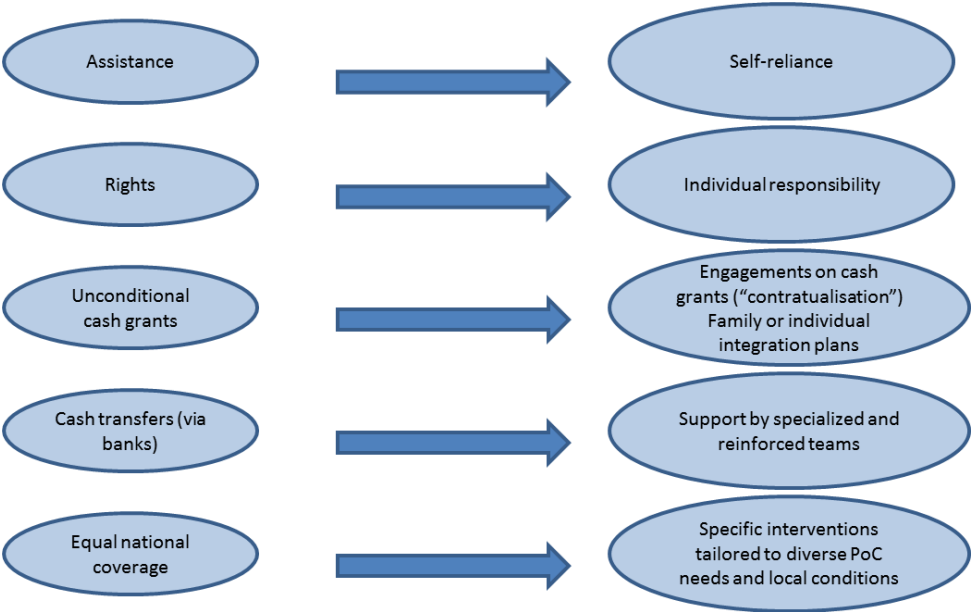 Assistance
Self-reliance
Rights
Individual responsibility
Unconditional
cash grants
Engagements on cash
grants (“contratualisation”)
Family or individual
integration plans
Cash transfers (via
banks)
Support by specialized and
reinforced teams
Equal national
coverage
Specific interventions
tailored to diverse PoC
needs and local conditions